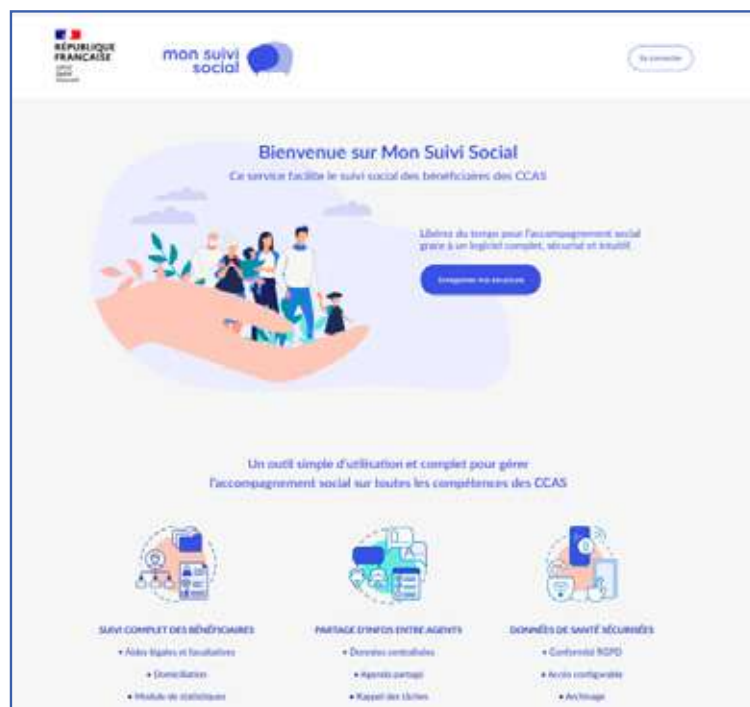 RÉPUBLIQUE
FRANÇAISE
mon suivi
social
Se connecter
Bienvenue sur Mon Suivi Social
Ce service facilite le suivi social des bénéficiaires des CCAS
Libérez du temps pour l'accompagnement social
grâce à un logiciel complet, sécurisé et intuitif.
Enregistrer ma structure
Un outil simple d'utilisation et complet pour gérer
l'accompagnement social sur toutes les compétences des CCAS
SUIVI COMPLET DES BÉNÉFICIAIRES
• Aides légales et facultatives
• Domiciliation
• Module de statistiques
PARTAGE D'INFOS ENTRE AGENTS
• Données centralisées
• Agenda partagé
• Rappel des tâches
DONNÉES DE SANTÉ SÉCURISÉES
• Conformité RGPD
• Accès configurable
• Archivage